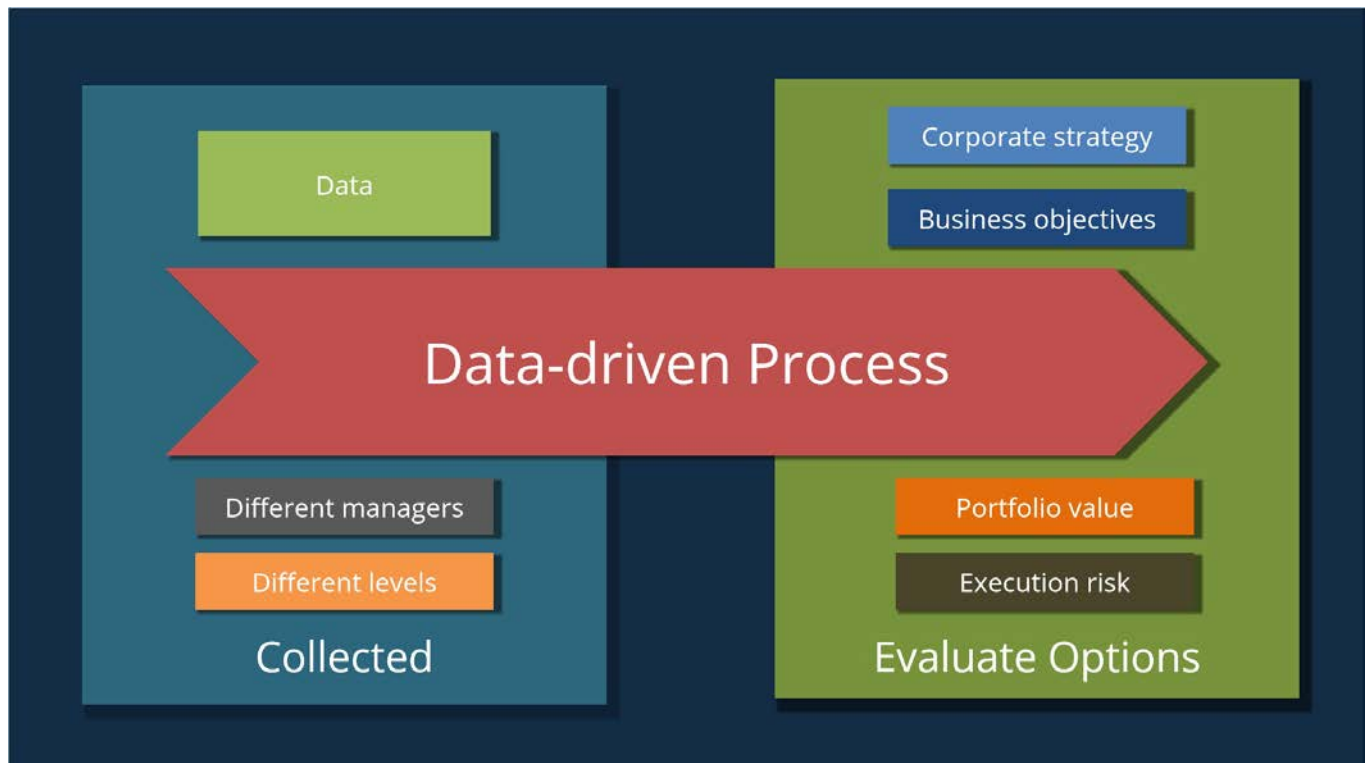 Data
Corporate strategy
Business objectives
Data-driven Process
Different managers
Different levels
Collected
Portfolio value
Execution risk
Evaluate Options